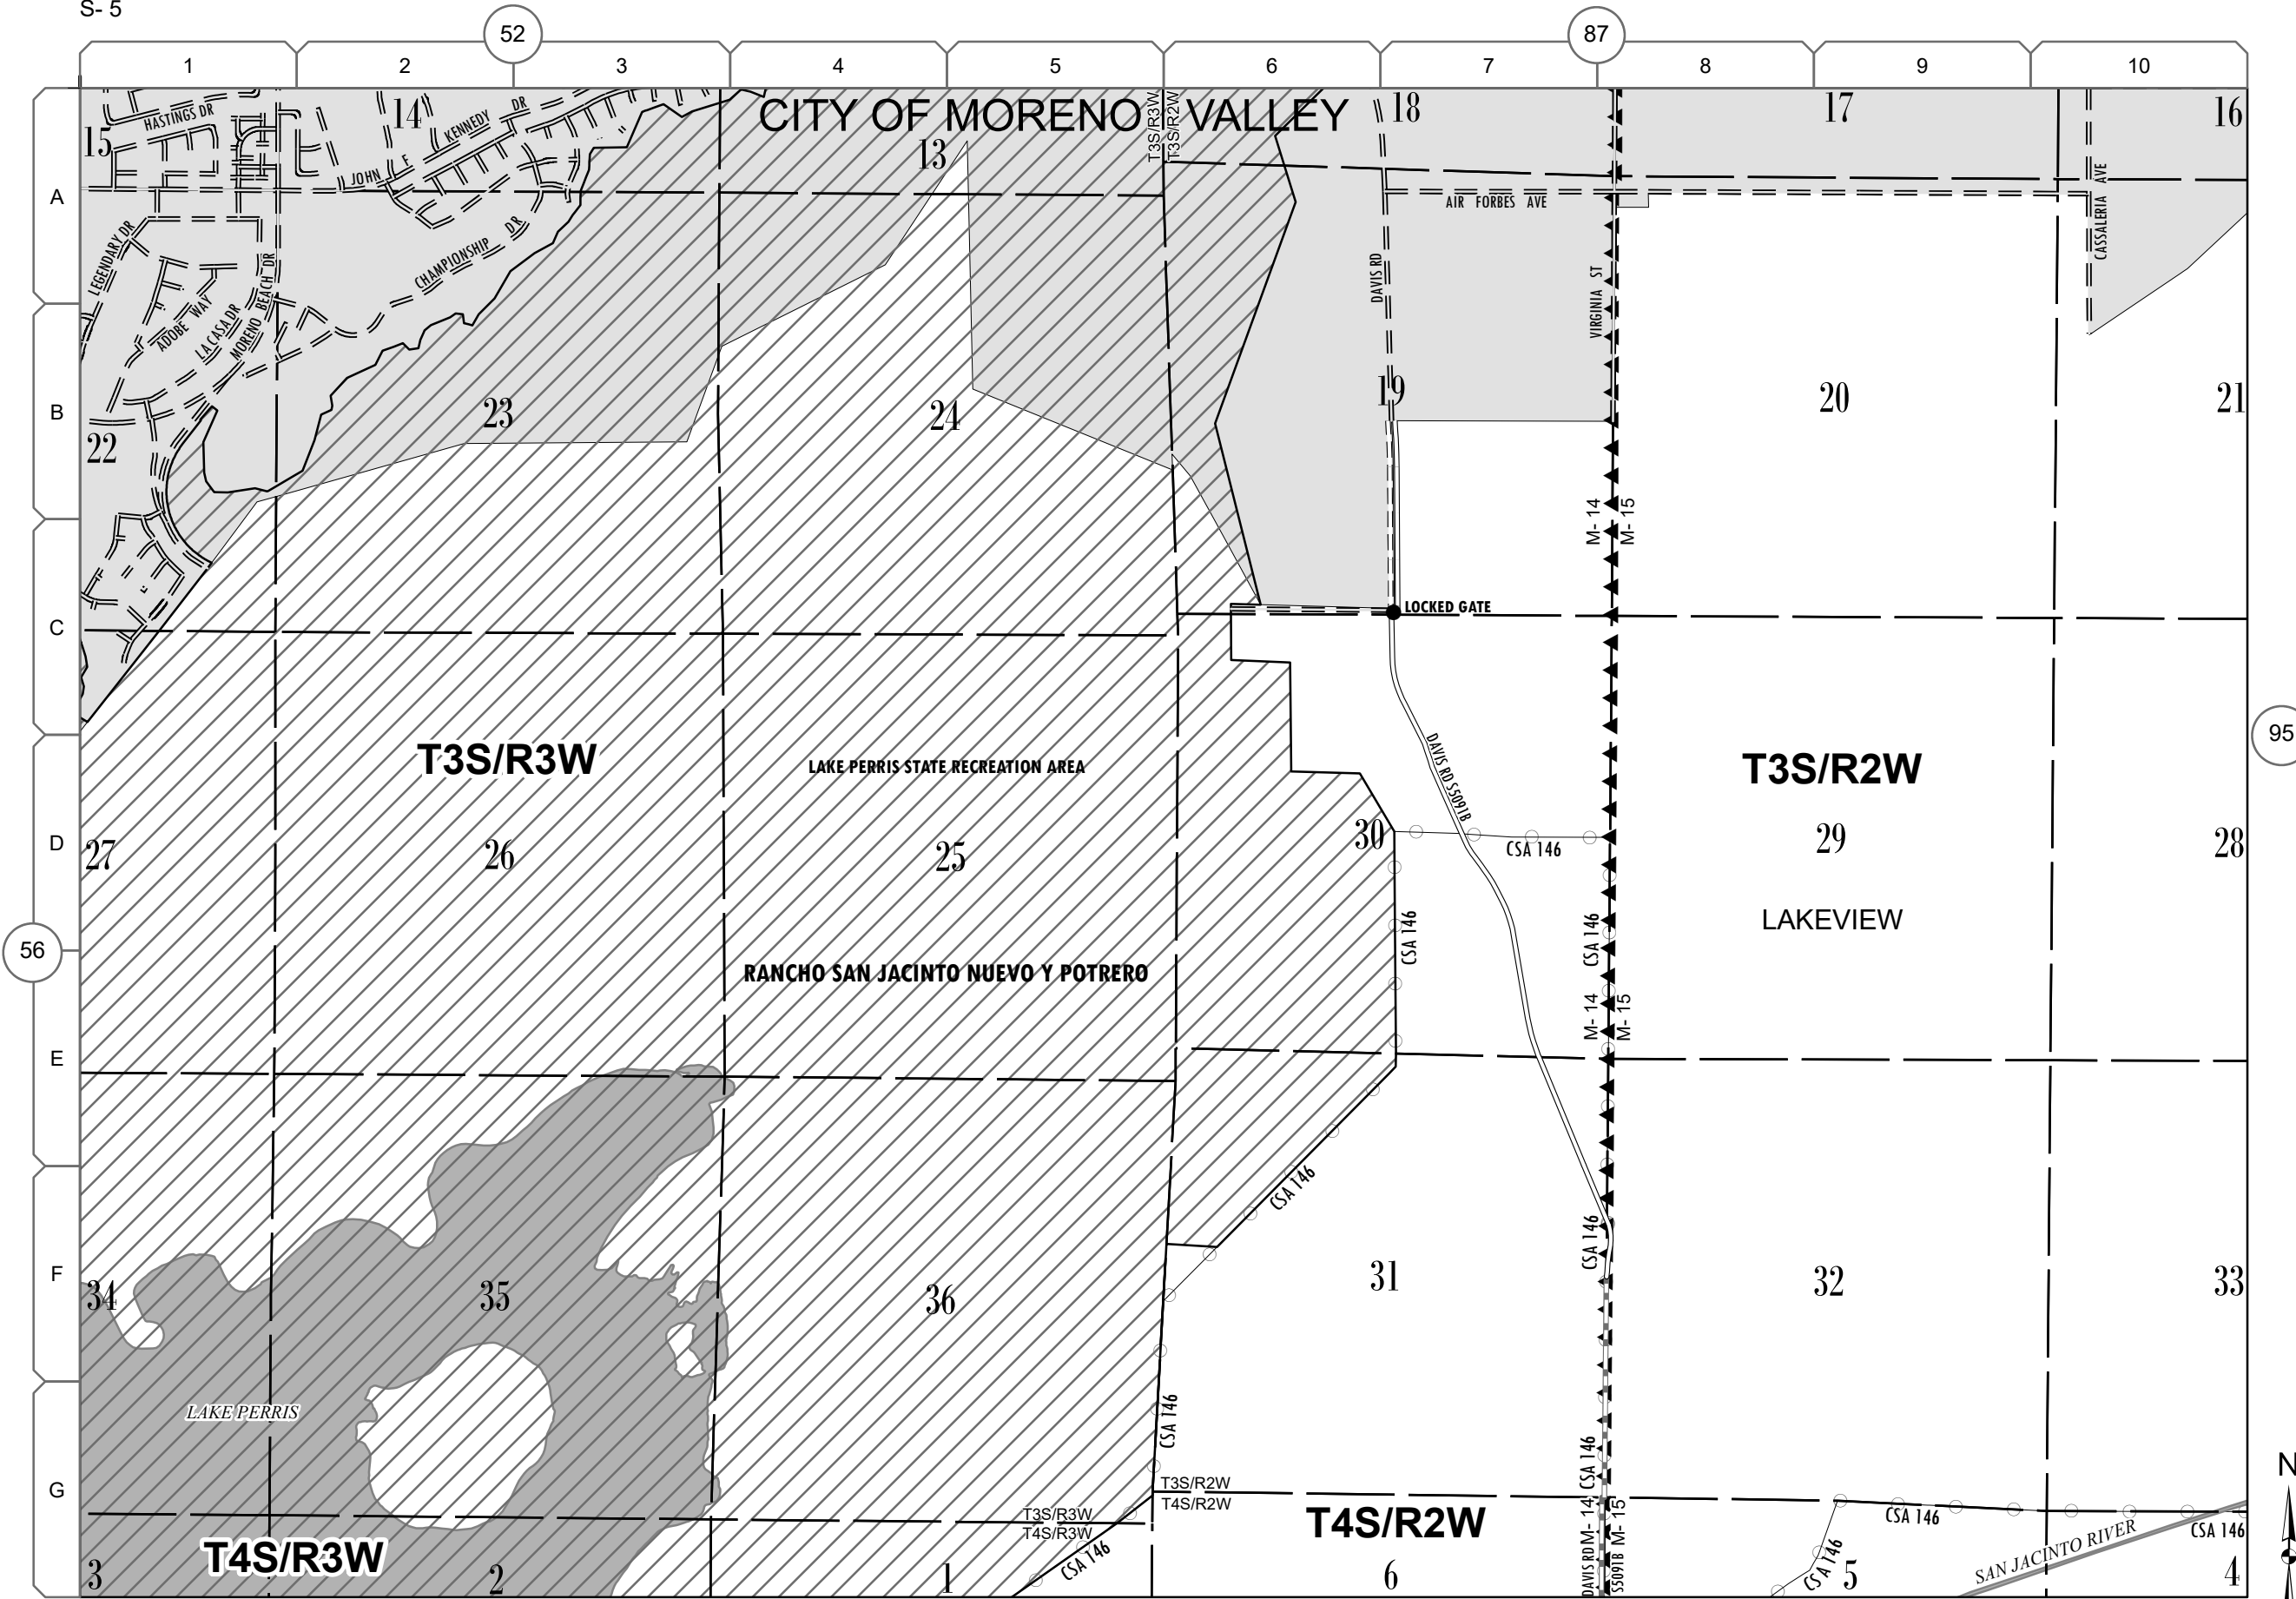 S- 5
52
87
1 2 3 4 5 6 7 8 9 10
CITY OF MORENO VALLEY
T3S/R3W
T3S/R2W
15
HASTINGS DR
14
JOHN F KENNEDY DR
13
18
17
16
A
AIR FORBES AVE
CASSALERIA AVE
LEGENDARY DR
CHAMPIONSHIP DR
DAVIS RD
VIRGINIA ST
ADOBE WAY
LA CASA DR
MORENO BEACH DR
B
22
23
24
19
20
21
M- 14
M- 15
C
LOCKED GATE
T3S/R3W
LAKE PERRIS STATE RECREATION AREA
DAVIS RD S5091B
T3S/R2W
95
D
27
26
25
30
CSA 146
29
28
CSA 146
CSA 146
LAKEVIEW
56
RANCHO SAN JACINTO NUEVO Y POTRERO
M- 14
M- 15
E
CSA 146
CSA 146
F
34
35
36
31
32
33
LAKE PERRIS
CSA 146
CSA 146
G
T3S/R2W
T4S/R2W
T3S/R3W
T4S/R3W
T4S/R2W
M- 14
M- 15
CSA 146
CSA 146
N
T4S/R3W
CSA 146
DAVIS RD
S5091B
CSA 146
SAN JACINTO RIVER
3
2
1
6
5
4